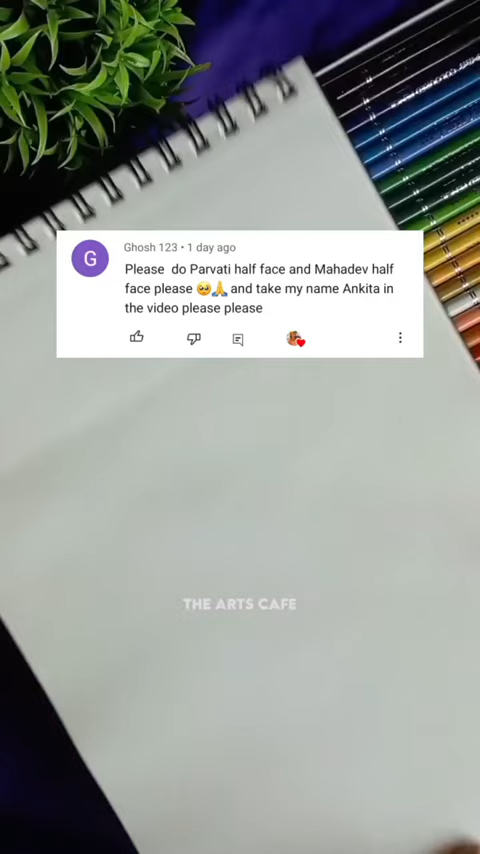 G
Ghosh 123 • 1 day ago
Please do Parvati half face and Mahadev half
face please 🥺🙏 and take my name Ankita in
the video please please
THE ARTS CAFE